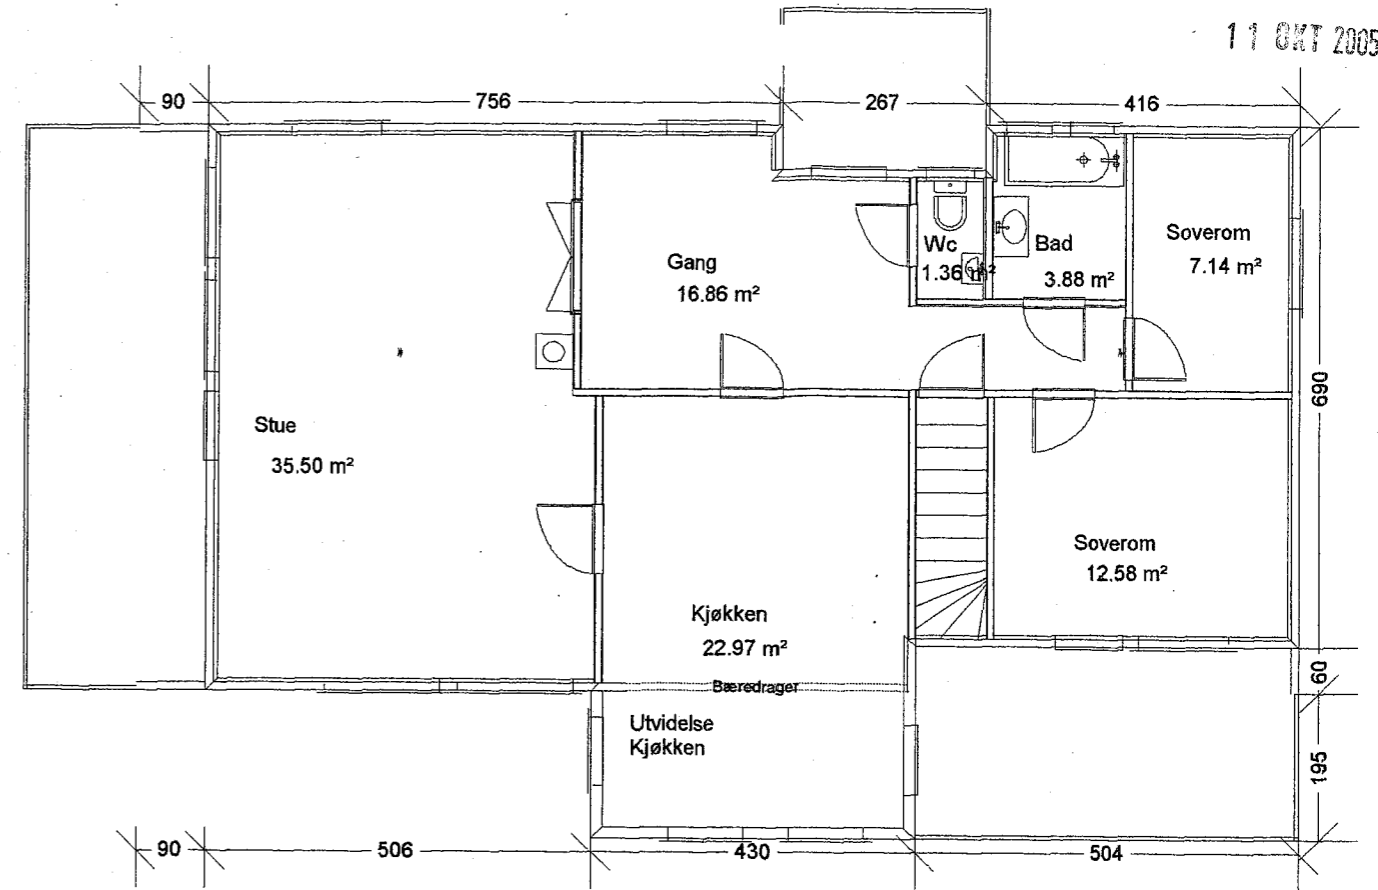 11 OKT 2005
90
756
267
416
Gang
16.86 m²
Wc
1.36 m²
Bad
3.88 m²
Soverom
7.14 m²
690
Stue
35.50 m²
Soverom
12.58 m²
Kjøkken
22.97 m²
Bæredrager
60
Utvidelse
Kjøkken
195
90
506
430
504